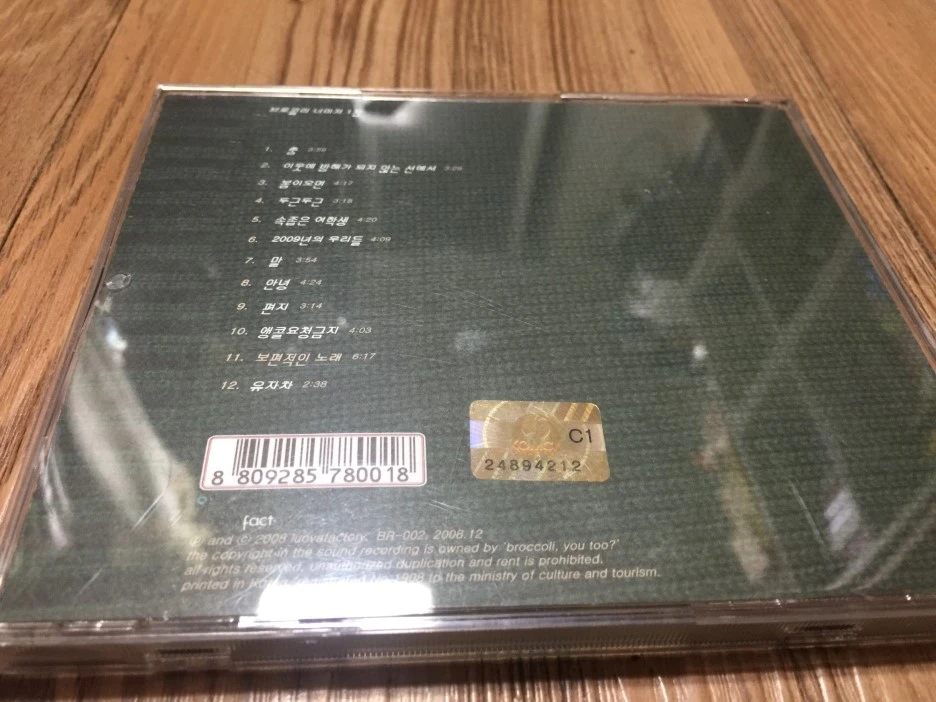 브로콜리 너마저 1집
1. 춤 3:59
2. 이웃에 방해가 되지 않는 선에서
3. 봄이오면 4:17
4. 두근두근 3:18
5. 속좁은 여학생 4:20
6. 2009년의 우리들 4:09
7. 말 3:54
8. 안녕 4:24
9. 편지 3:14
10. 앵콜요청금지 4:03
11. 보편적인 노래 6:17
12. 유자차 2:38
C1
24894212
8 809285 780018
fact
℗ and © 2008 luovafactory. BR-002, 2008.12
the copyright in the sound recording is owned by 'broccoli, you too?'
all rights reserved, unauthorized duplication and rent is prohibited.
printed in to the ministry of culture and tourism.